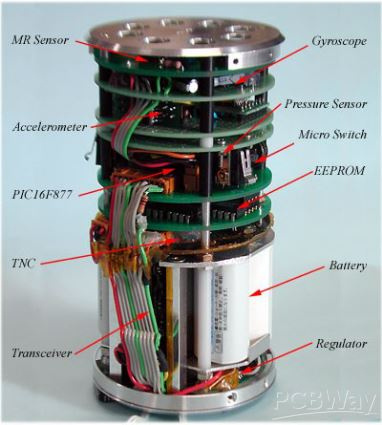 MR Sensor
Gyroscope
Pressure Sensor
Accelerometer
Micro Switch
EEPROM
PIC16F877
TNC
Battery
Transceiver
Regulator
PCBWay